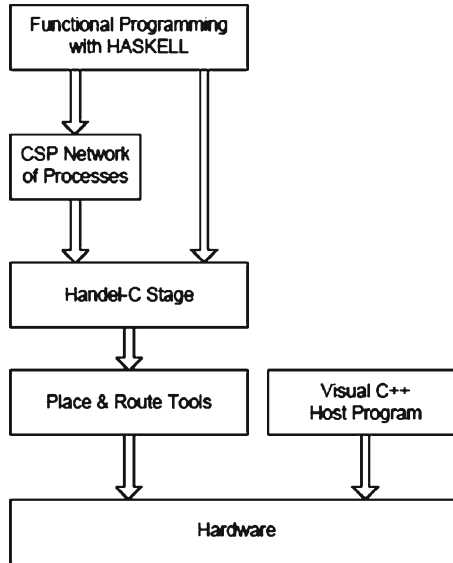 Functional Programming
with HASKELL
CSP Network
of Processes
Handel-C Stage
Place & Route Tools
Visual C++
Host Program
Hardware